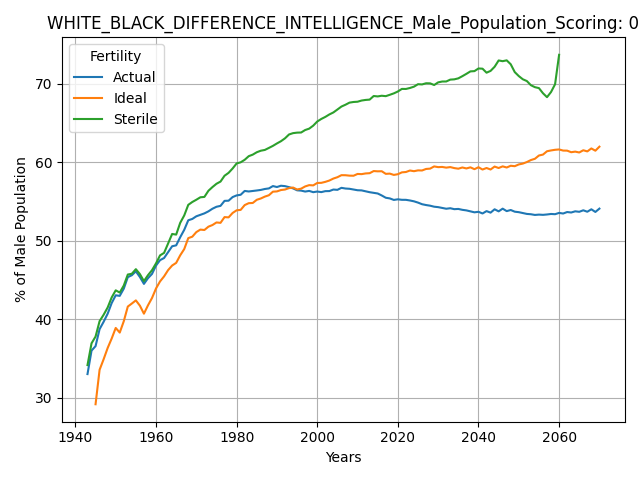 WHITE_BLACK_DIFFERENCE_INTELLIGENCE_Male_Population_Scoring: 0
Fertility
Actual
Ideal
Sterile
% of Male Population
70
60
50
40
30
1940 1960 1980 2000 2020 2040 2060
Years